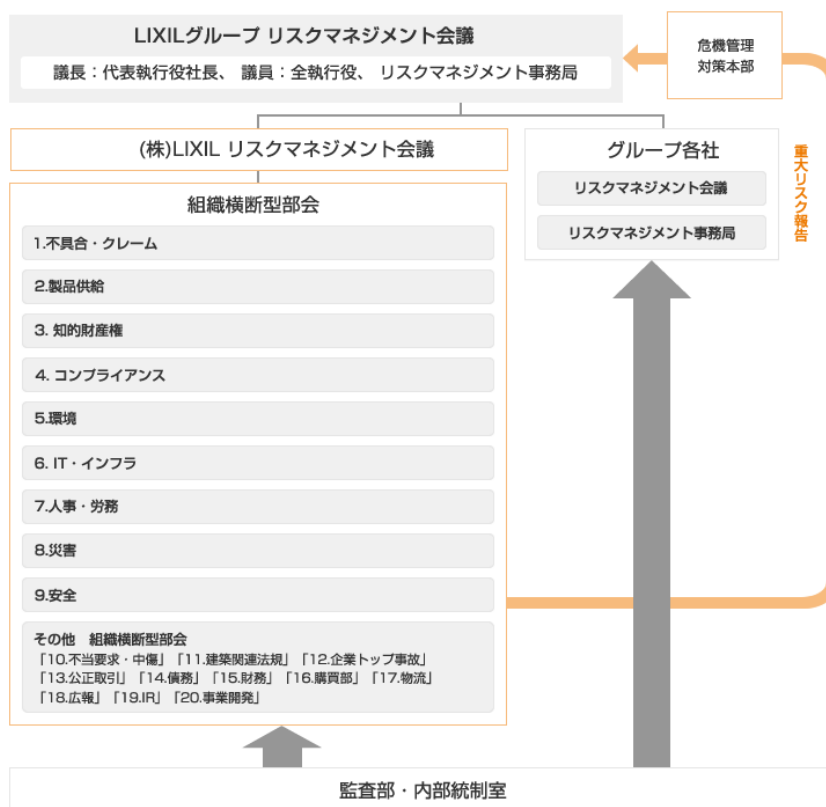 LIXILグループ リスクマネジメント会議
議長：代表執行役社長、 議員：全執行役、 リスクマネジメント事務局
危機管理
対策本部
(株)LIXIL リスクマネジメント会議
グループ各社
リスクマネジメント会議
リスクマネジメント事務局
重大リスク報告
組織横断型部会
1.不具合・クレーム
2.製品供給
3. 知的財産権
4. コンプライアンス
5.環境
6. IT・インフラ
7.人事・労務
8.災害
9.安全
その他　組織横断型部会
「10.不当要求・中傷」「11.建築関連法規」「12.企業トップ事故」
「13.公正取引」「14.債務」「15.財務」「16.購買部」「17.物流」
「18.広報」「19.IR」「20.事業開発」
監査部・内部統制室